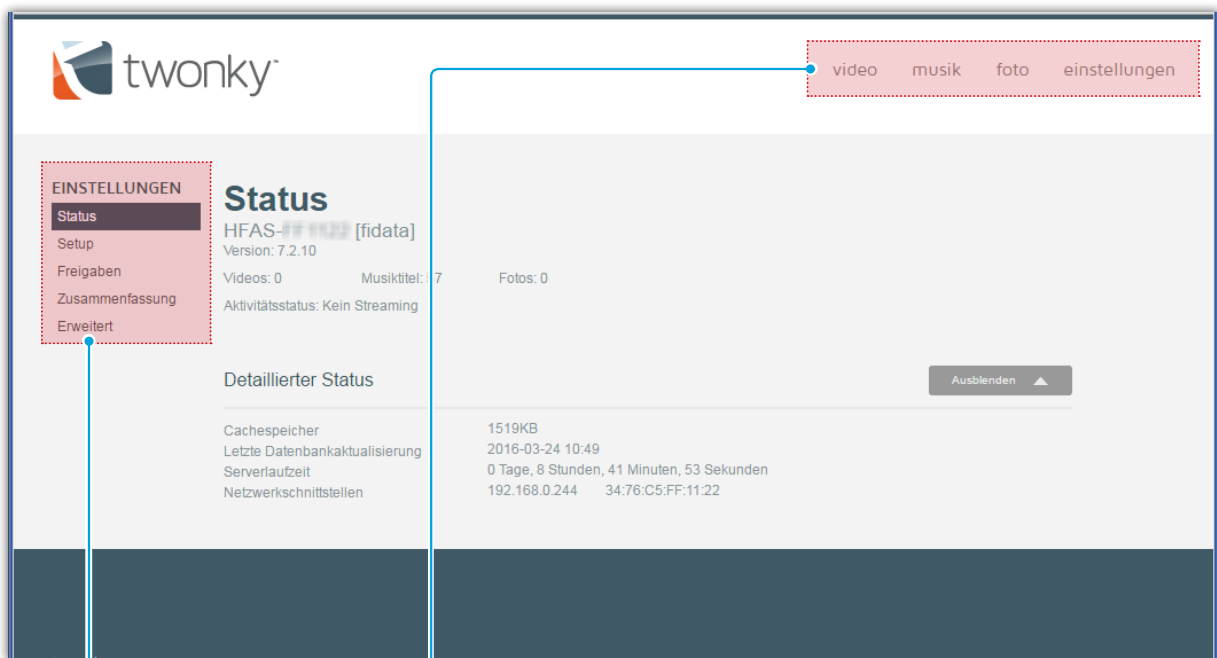 twonky
video musik foto einstellungen
EINSTELLUNGEN
Status
Setup
Freigaben
Zusammenfassung
Erweitert
Status
HFAS- [fidata]
Version: 7.2.10
Videos: 0 Musiktitel: 7 Fotos: 0
Aktivitätsstatus: Kein Streaming
Detaillierter Status
Ausblenden
Cachespeicher 1519KB
Letzte Datenbankaktualisierung 2016-03-24 10:49
Serverlaufzeit 0 Tage, 8 Stunden, 41 Minuten, 53 Sekunden
Netzwerkschnittstellen 192.168.0.244 34:76:C5:FF:11:22